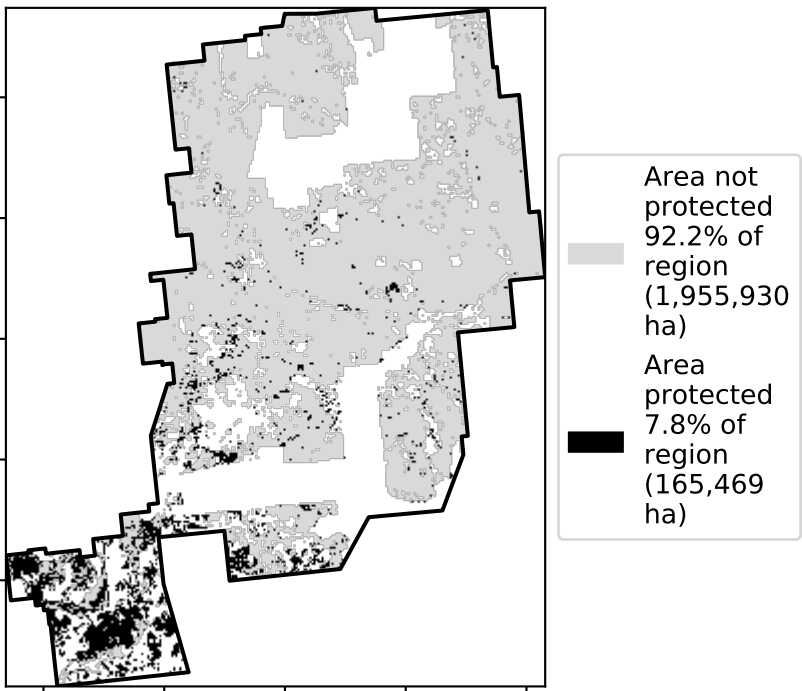 Area not
protected
92.2% of
region
(1,955,930
ha)
Area
protected
7.8% of
region
(165,469
ha)